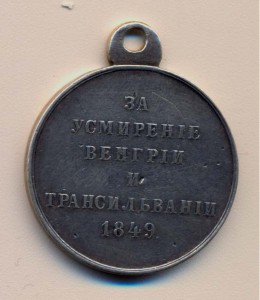 ЗА
УСМИРЕНІЕ
ВЕНГРІИ
И
ТРАНСИЛЬВАНІИ
1849.